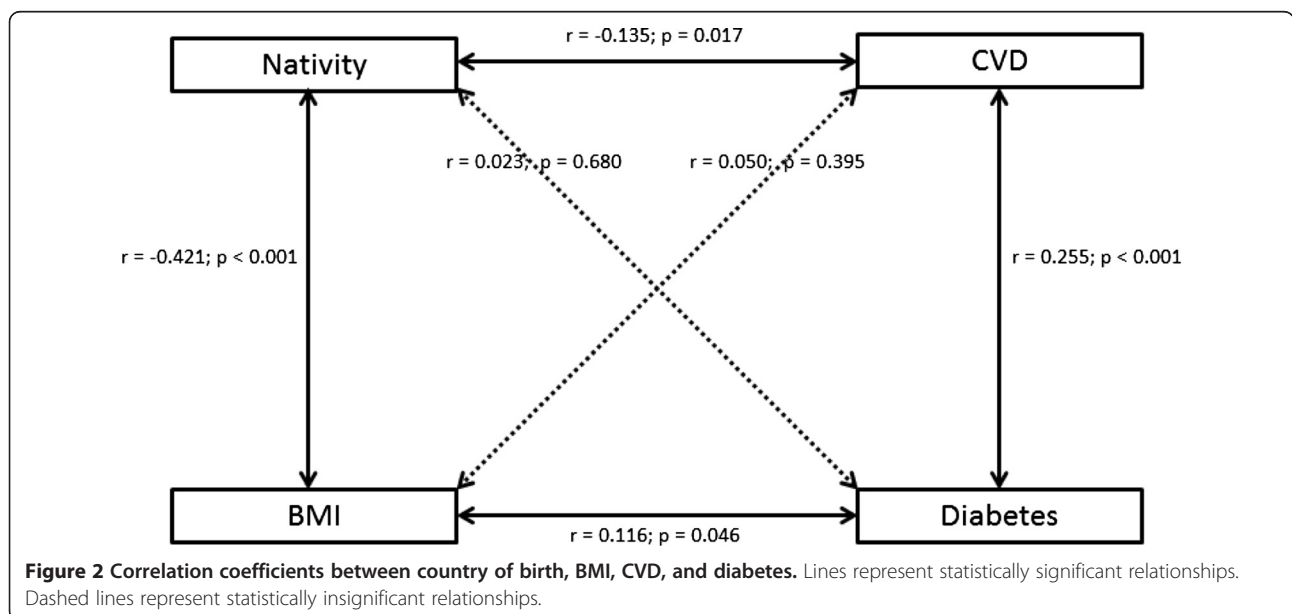 r = -0.135; p = 0.017
Nativity
CVD
r = 0.023; p = 0.680
r = 0.050; p = 0.395
r = -0.421; p < 0.001
r = 0.255; p < 0.001
BMI
Diabetes
r = 0.116; p = 0.046
Figure 2 Correlation coefficients between country of birth, BMI, CVD, and diabetes. Lines represent statistically significant relationships.
Dashed lines represent statistically insignificant relationships.